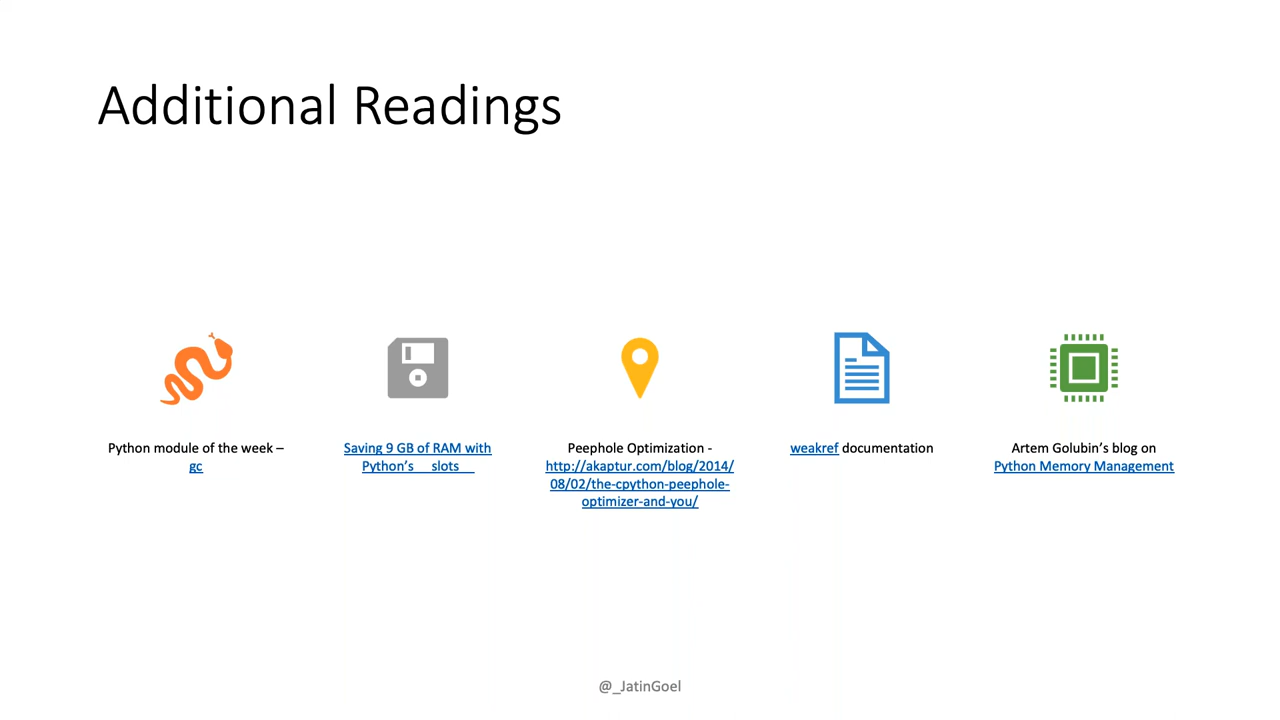 Additional Readings
Python module of the week –
gc
Saving 9 GB of RAM with
Python’s __slots__
Peephole Optimization -
http://akaptur.com/blog/2014/
08/02/the-cpython-peephole-
optimizer-and-you/
weakref documentation
Artem Golubin’s blog on
Python Memory Management
@_JatinGoel